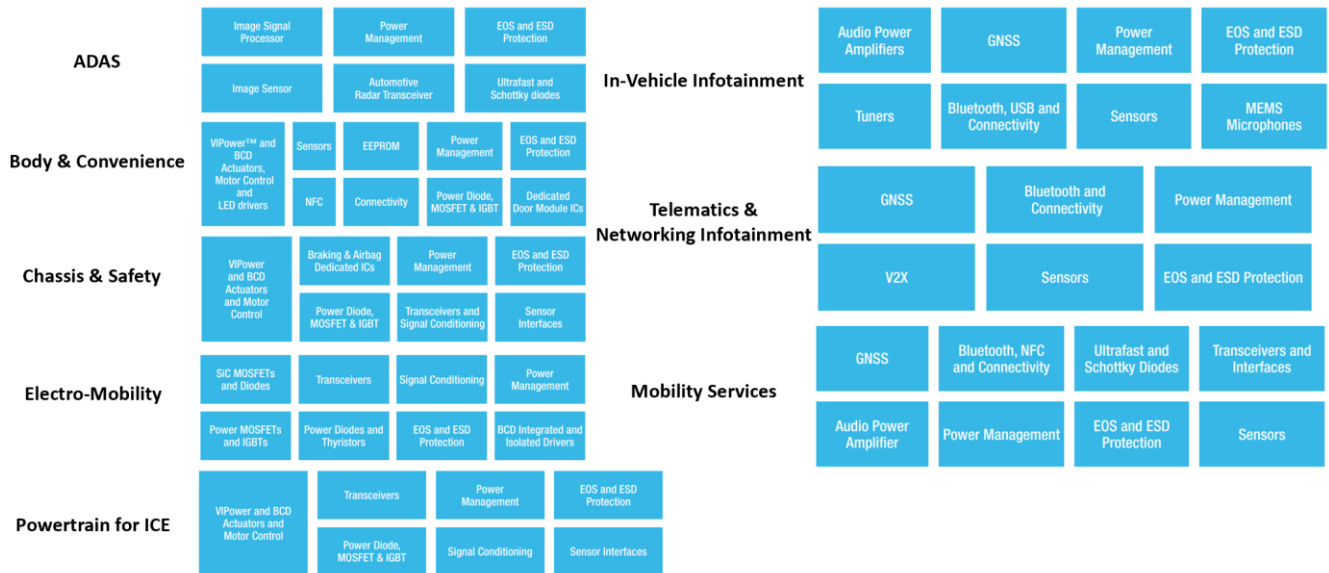 ADAS
Image Signal
Processor
Power
Management
EOS and ESD
Protection
Image Sensor
Automotive
Radar Transceiver
Ultrafast and
Schottky diodes
Body & Convenience
VIPower™ and
BCD
Actuators,
Motor Control
and
LED drivers
Sensors
EEPROM
Power
Management
EOS and ESD
Protection
NFC
Connectivity
Power Diode,
MOSFET & IGBT
Dedicated
Door Module ICs
Chassis & Safety
VIPower
and BCD
Actuators
and Motor
Control
Braking & Airbag
Dedicated ICs
Power
Management
EOS and ESD
Protection
Power Diode,
MOSFET & IGBT
Transceivers and
Signal Conditioning
Sensor
Interfaces
Electro-Mobility
SiC MOSFETs
and Diodes
Transceivers
Signal Conditioning
Power
Management
Power MOSFETs
and IGBTs
Power Diodes and
Thyristors
EOS and ESD
Protection
BCD Integrated and
Isolated Drivers
Powertrain for ICE
VIPower and BCD
Actuators and
Motor Control
Transceivers
Power
Management
EOS and ESD
Protection
Power Diode,
MOSFET & IGBT
Signal Conditioning
Sensor Interfaces
In-Vehicle Infotainment
Audio Power
Amplifiers
GNSS
Power
Management
EOS and ESD
Protection
Tuners
Bluetooth, USB and
Connectivity
Sensors
MEMS
Microphones
Telematics &
Networking Infotainment
GNSS
Bluetooth and
Connectivity
Power Management
V2X
Sensors
EOS and ESD Protection
Mobility Services
GNSS
Bluetooth, NFC
and Connectivity
Ultrafast and
Schottky Diodes
Transceivers and
Interfaces
Audio Power
Amplifier
Power Management
EOS and ESD
Protection
Sensors